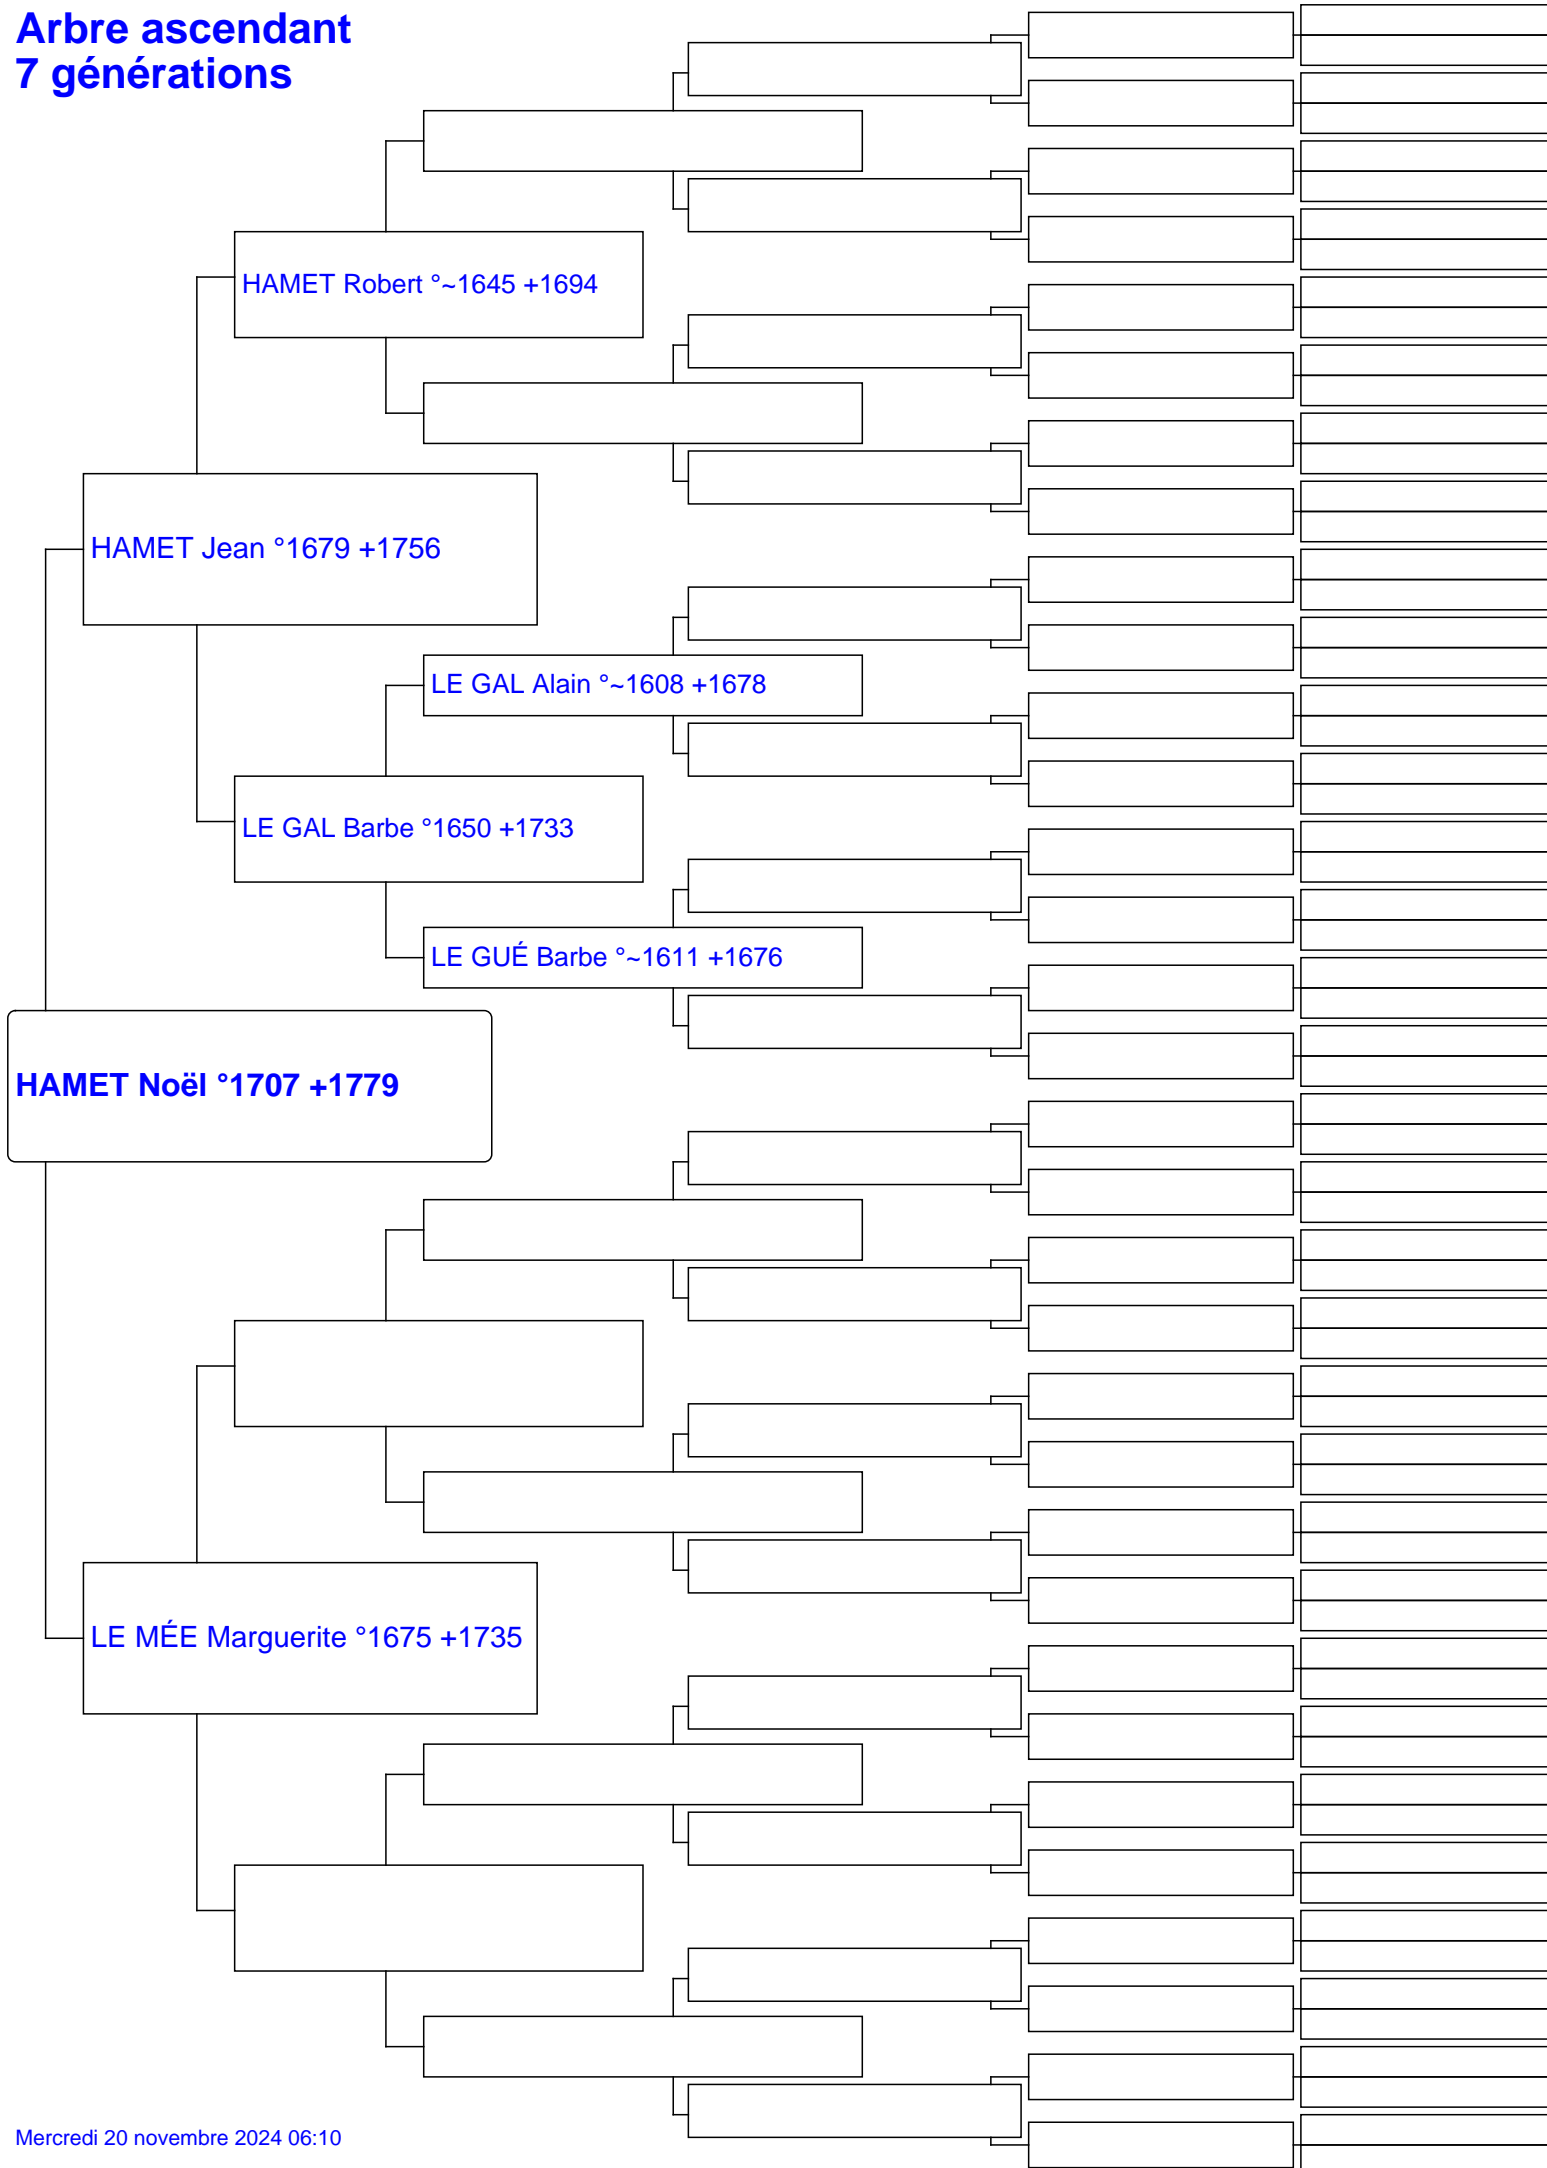 Arbre ascendant
7 générations
HAMET Robert °~1645 +1694
HAMET Jean °1679 +1756
LE GAL Alain °~1608 +1678
LE GAL Barbe °1650 +1733
LE GUÉ Barbe °~1611 +1676
HAMET Noël °1707 +1779
LE MÉE Marguerite °1675 +1735
Mercredi 20 novembre 2024 06:10